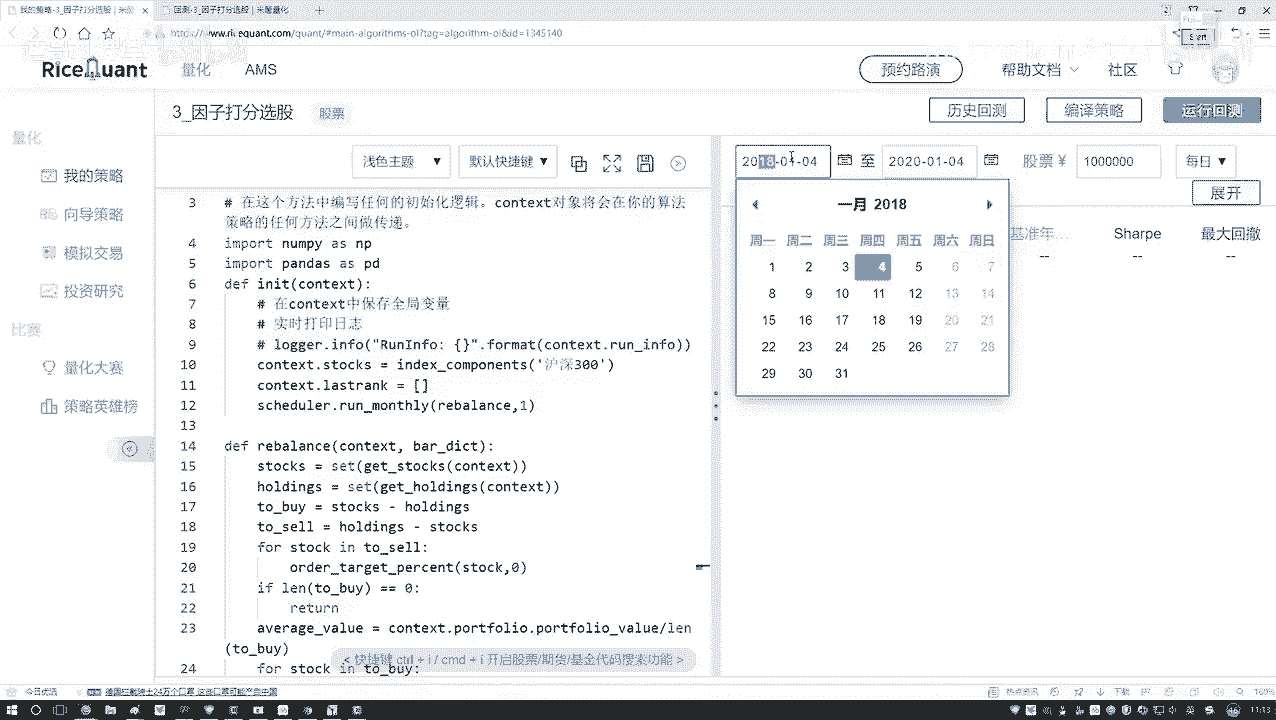 我的策略-3_因子打分选股 | 米筐
回测-3_因子打分选股 | 米筐量化
www.ricequant.com/quant/#main-algorithms-ol?tag=algorithm-ol&id=1345140
RiceQuant
量化
AMS
预约路演
帮助文档
社区
3_因子打分选股
股票
历史回测
编译策略
运行回测
量化
我的策略
向导策略
模拟交易
投资研究
比赛
量化大赛
策略英雄榜
浅色主题
默认快捷键
3 # 在这个方法中编写任何的初始化逻辑。context对象将会在你的算法
策略的任何方法之间做传递。
4 import numpy as np
5 import pandas as pd
6 def init(context):
7 # 在context中保存全局变量
8 # 实时打印日志
9 # logger.info("RunInfo: {}".format(context.run_info))
10 context.stocks = index_components('沪深300')
11 context.lastrank = []
12 scheduler.run_monthly(rebalance,1)
13
14 def rebalance(context, bar_dict):
15 stocks = set(get_stocks(context))
16 holdings = set(get_holdings(context))
17 to_buy = stocks - holdings
18 to_sell = holdings - stocks
19 for stock in to_sell:
20 order_target_percent(stock,0)
21 if len(to_buy) == 0:
22 return
23 average_value = context.portfolio.portfolio_value/len
(to_buy)
24 for stock in to_buy:
开启股票/期货/基金代码搜索功能 >
2018-01-04
至
2020-01-04
股票 ¥
1000000
每日
展开
一月 2018
周一 周二 周三 周四 周五 周六 周日
1 2 3 4 5 6 7
8 9 10 11 12 13 14
15 16 17 18 19 20 21
22 23 24 25 26 27 28
29 30 31
基准年...
Sharpe
最大回撤
-- -- --
今日优选
100%
11:13